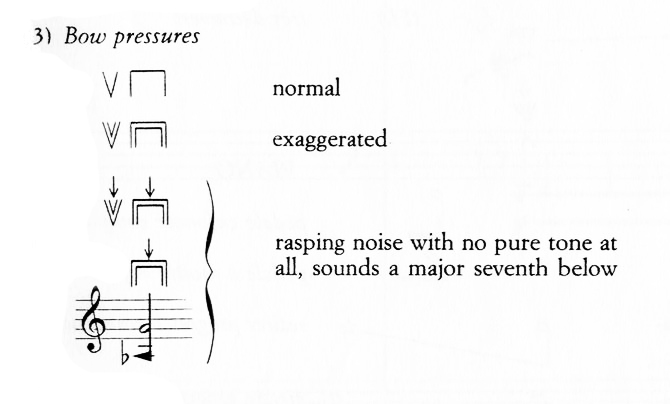 3) Bow pressures
normal
exaggerated
rasping noise with no pure tone at
all, sounds a major seventh below